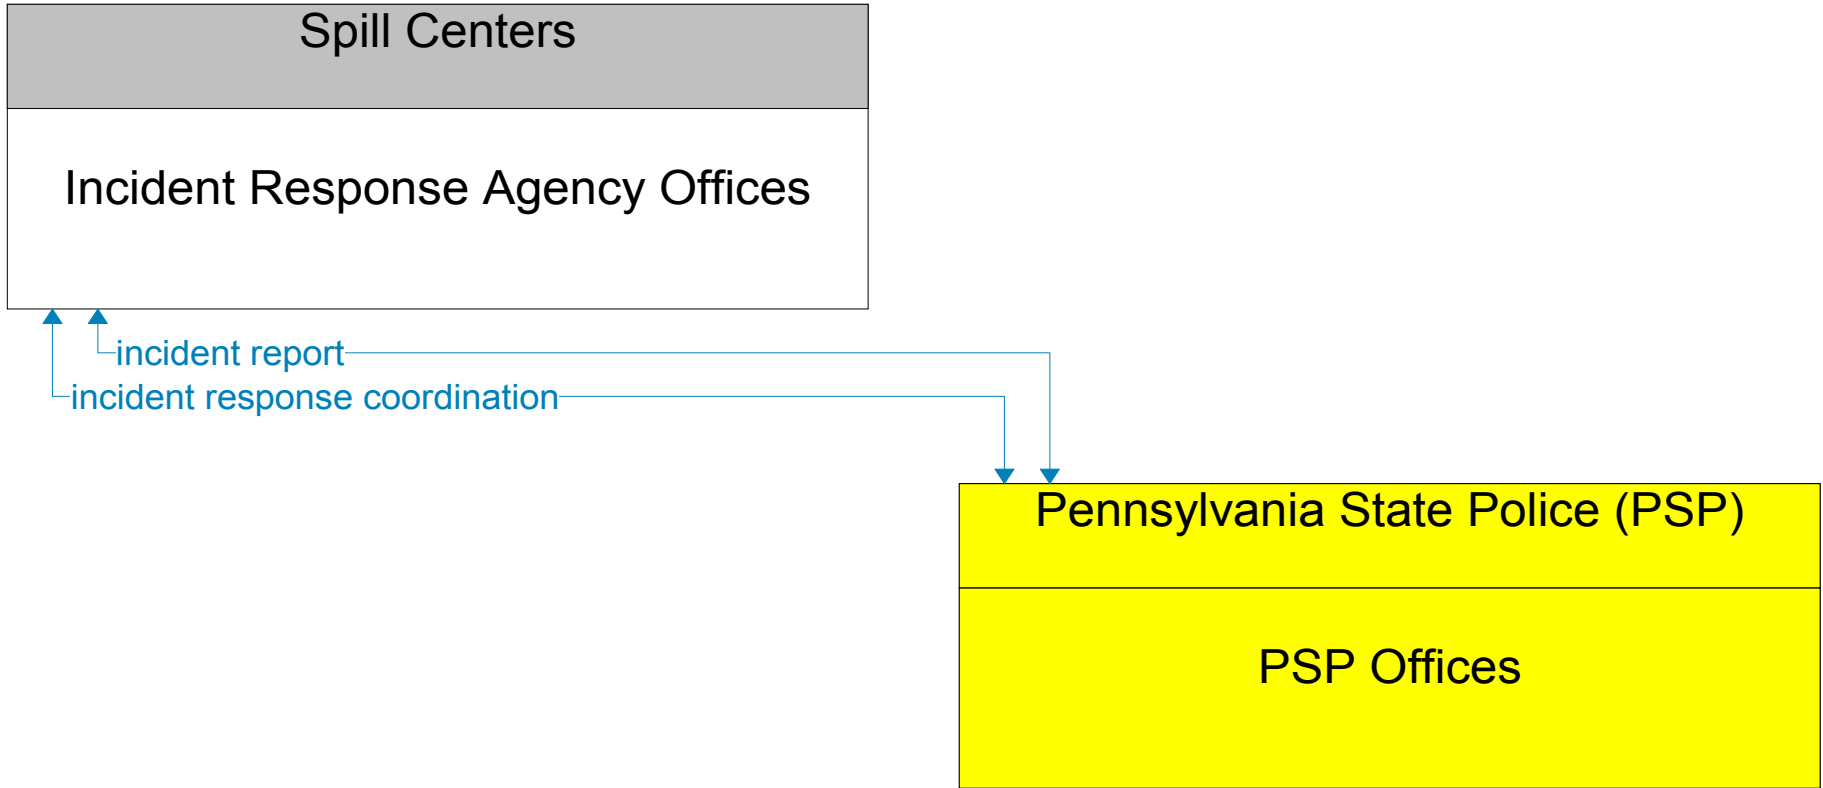 Spill Centers
Incident Response Agency Offices
incident report
incident response coordination
Pennsylvania State Police (PSP)
PSP Offices